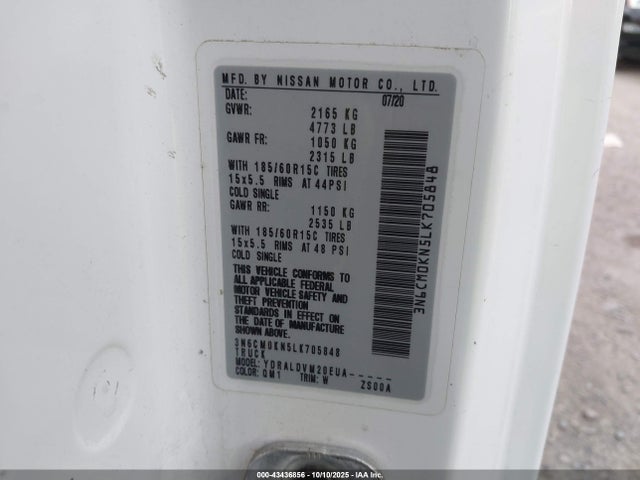 MFD. BY NISSAN MOTOR CO., LTD.
DATE: 07/20
GVWR: 2165 KG
4773 LB
GAWR FR: 1050 KG
2315 LB
WITH 185/60R15C TIRES
15x5.5 RIMS AT 44PSI
COLD SINGLE
GAWR RR: 1150 KG
2535 LB
WITH 185/60R15C TIRES
15x5.5 RIMS AT 48 PSI
COLD SINGLE
THIS VEHICLE CONFORMS TO
ALL APPLICABLE FEDERAL
MOTOR VEHICLE SAFETY AND
THEFT PREVENTION
STANDARDS IN EFFECT ON
THE DATE OF MANUFACTURE
SHOWN ABOVE.
3N6CM0KN5LK705848
TRUCK
MODEL: YDRALDVM20EUA-----
COLOR: QM1 TRIM: W ZS00A
3N6CM0KN5LK705848
000-43436856 - 10/10/2025 - IAA Inc.